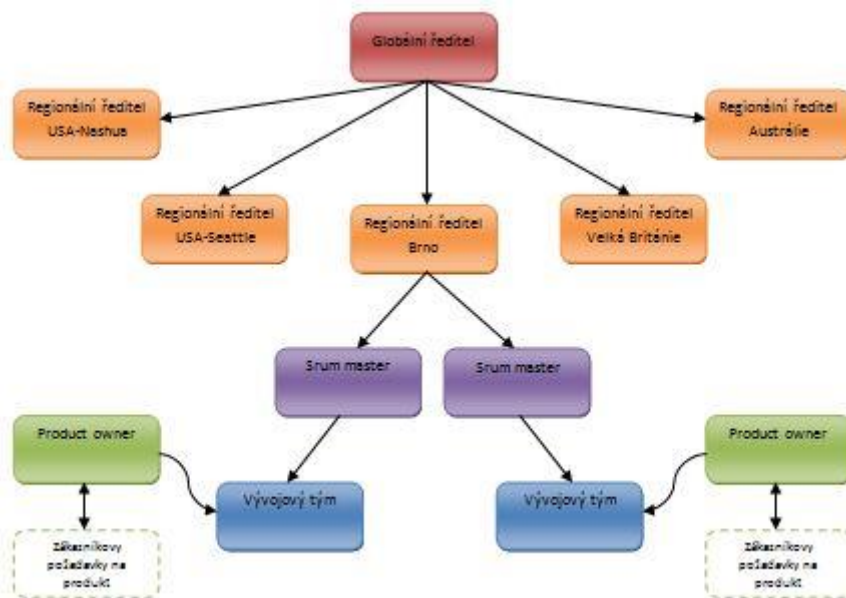 Globální ředitel
Regionální ředitel
USA-Nashua
Regionální ředitel
Austrálie
Regionální ředitel
USA-Seattle
Regionální ředitel
Brno
Regionální ředitel
Velká Británie
Srum master
Srum master
Product owner
Product owner
Vývojový tým
Vývojový tým
Zákasníkovy
požadavky na
produkt
Zákasníkovy
požadavky na
produkt